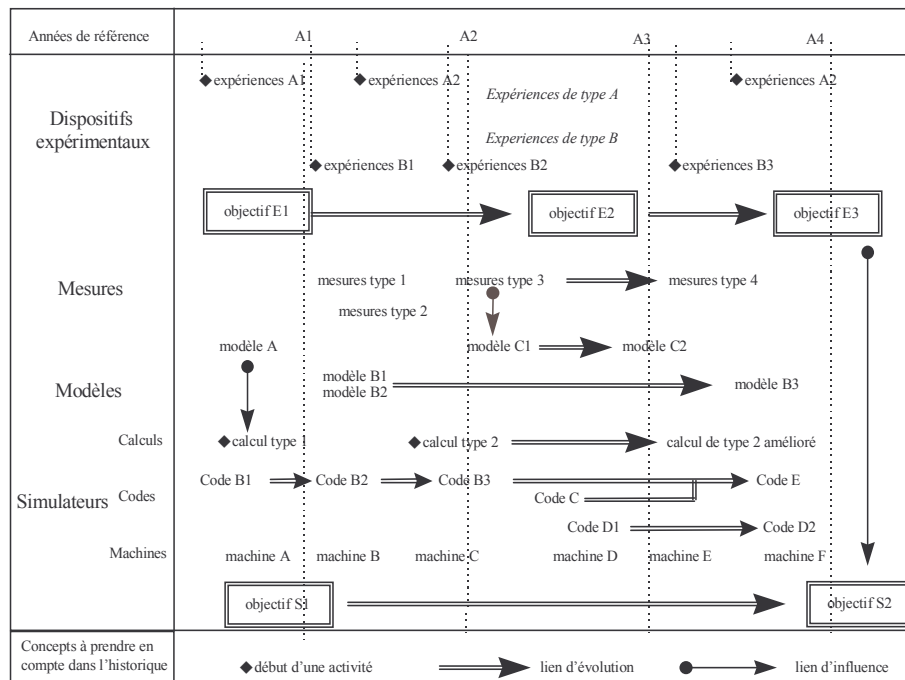 Années de référence
A1
A2
A3
A4
expériences A1
expériences A2
expériences A2
Expériences de type A
Dispositifs
expérimentaux
Experiences de type B
expériences B1
expériences B2
expériences B3
objectif E1
objectif E2
objectif E3
Mesures
mesures type 1
mesures type 3
mesures type 4
mesures type 2
modèle A
modèle C1
modèle C2
Modèles
modèle B1
modèle B2
modèle B3
Calculs
calcul type 1
calcul type 2
calcul de type 2 amélioré
Simulateurs
Codes
Code B1
Code B2
Code B3
Code E
Code C
Code D1
Code D2
Machines
machine A
machine B
machine C
machine D
machine E
machine F
objectif S1
objectif S2
Concepts à prendre en
compte dans l'historique
début d'une activité
lien d'évolution
lien d'influence